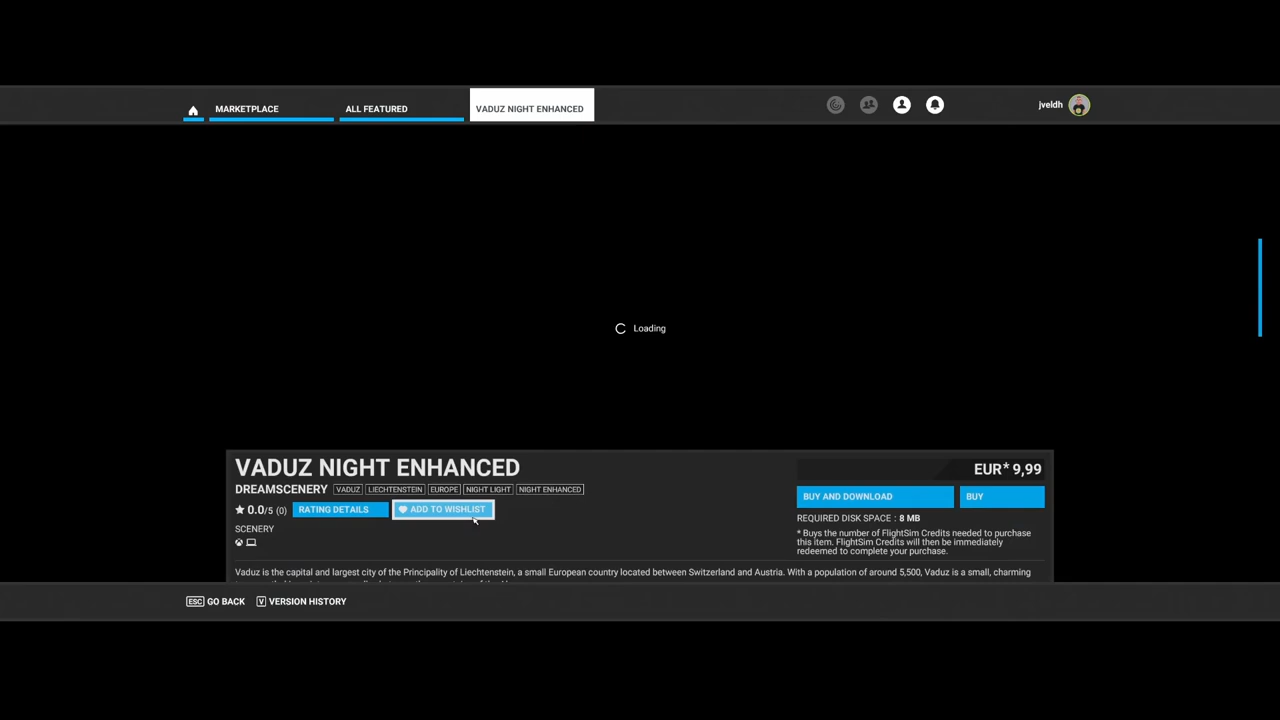 MARKETPLACE
ALL FEATURED
VADUZ NIGHT ENHANCED
jveldh
Loading
VADUZ NIGHT ENHANCED
EUR* 9,99
DREAMSCENERY VADUZ LIECHTENSTEIN EUROPE NIGHT LIGHT NIGHT ENHANCED
BUY AND DOWNLOAD
BUY
0.0/5 (0) RATING DETAILS ADD TO WISHLIST
REQUIRED DISK SPACE : 8 MB
SCENERY
* Buys the number of FlightSim Credits needed to purchase
this item. FlightSim Credits will then be immediately
redeemed to complete your purchase.
Vaduz is the capital and largest city of the Principality of Liechtenstein, a small European country located between Switzerland and Austria. With a population of around 5,500, Vaduz is a small, charming
ESC GO BACK V VERSION HISTORY